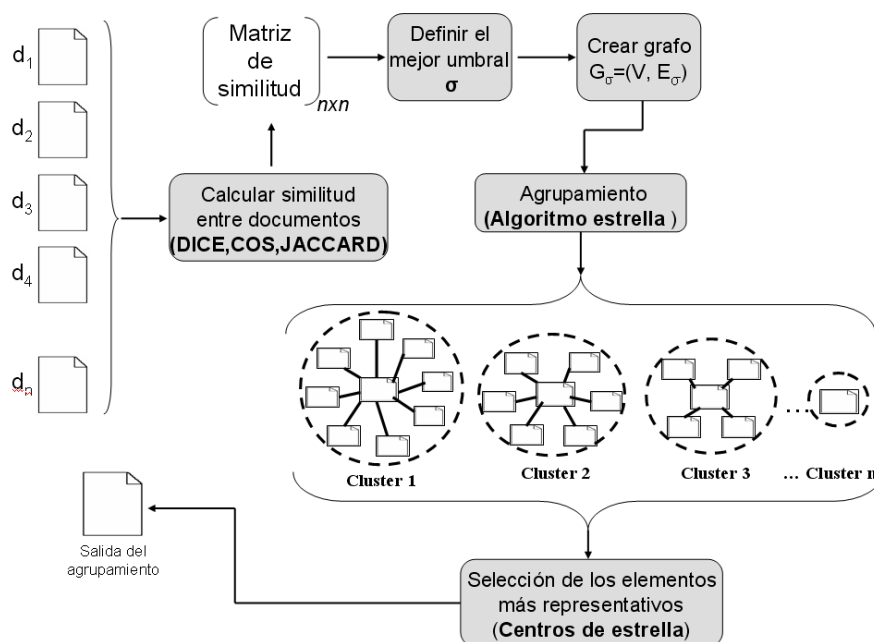 d1
d2
d3
d4
dn
Matriz
de
similitud
nxn
Definir el
mejor umbral
σ
Crear grafo
Gσ=(V, Eσ)
Calcular similitud
entre documentos
(DICE,COS,JACCARD)
Agrupamiento
(Algoritmo estrella )
Cluster 1
Cluster 2
Cluster 3
...
... Cluster n
Salida del
agrupamiento
Selección de los elementos
más representativos
(Centros de estrella)